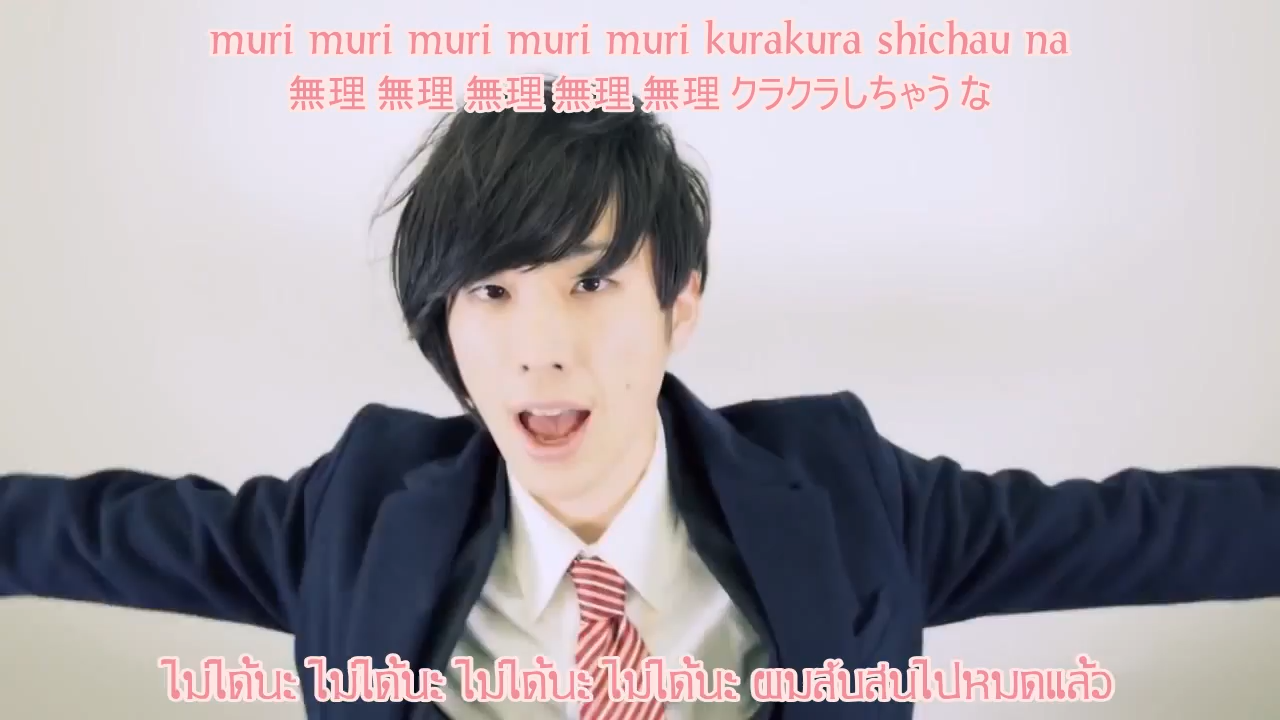 muri muri muri muri muri kurakura shichau na
無理 無理 無理 無理 無理 クラクラしちゃう な
ไม่ได้นะ ไม่ได้นะ ไม่ได้นะ ไม่ได้นะ ผมสับสนไปหมดแล้ว